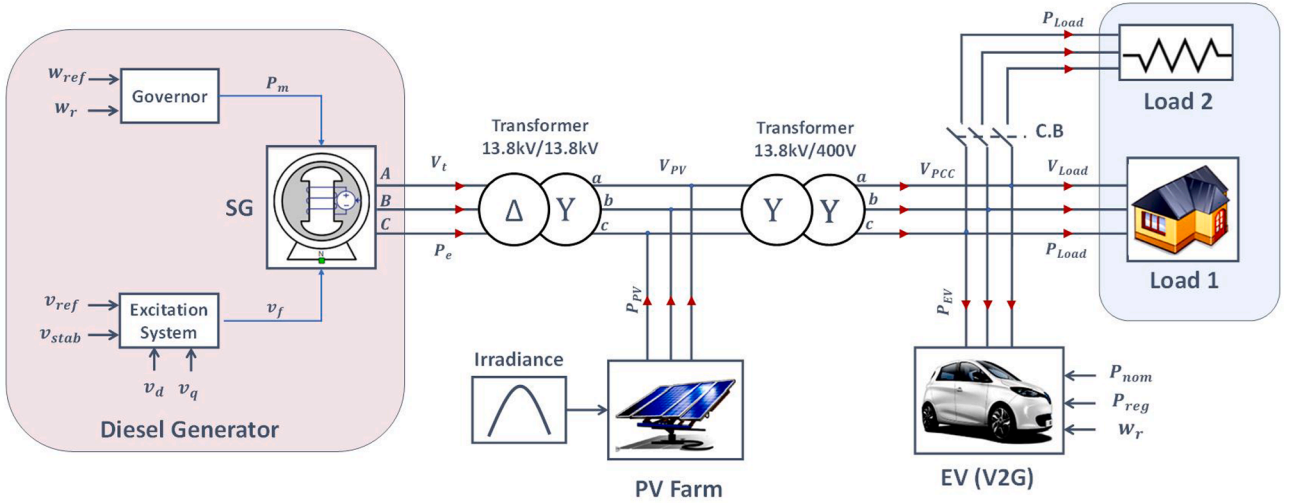 w_ref
w_r
Governor
P_m
SG
N
A
B
C
V_t
P_e
v_ref
v_stab
Excitation
System
v_f
v_d
v_q
Diesel Generator
Transformer
13.8kV/13.8kV
Δ
Y
a
b
c
V_PV
P_PV
Irradiance
PV Farm
Transformer
13.8kV/400V
Y
Y
a
b
c
V_PCC
P_Load
C.B
Load 2
V_Load
P_Load
Load 1
P_EV
P_nom
P_reg
w_r
EV (V2G)